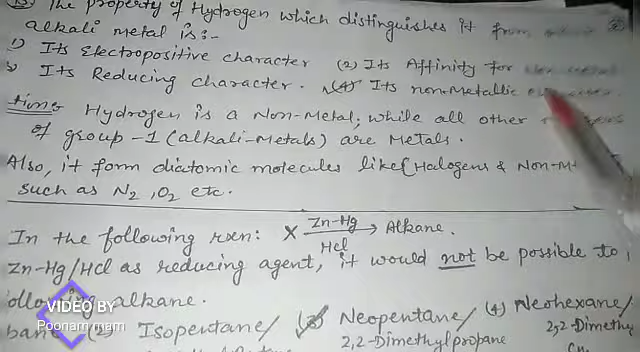 The property of Hydrogen which distinguishes it from
alkali metal is:-
1) Its Electropositive character (2) Its Affinity for
3) Its Reducing character. (4) Its non-Metallic
Hydrogen is a Non-Metal; while all other
of group-1 (alkali-Metals) are Metals.
Also, it form diatomic molecules like Halogens & Non-M
such as N2, O2 etc.
In the following rxn: X Zn-Hg → Alkane.
HCl
Zn-Hg/HCl as reducing agent, it would not be possible to
ollowing alkane.
(2) Isopentane/ (3) Neopentane/ (4) Neohexane/
2,2-Dimethylpropane 2,2-Dimethy
VIDEO BY
Poonam mam